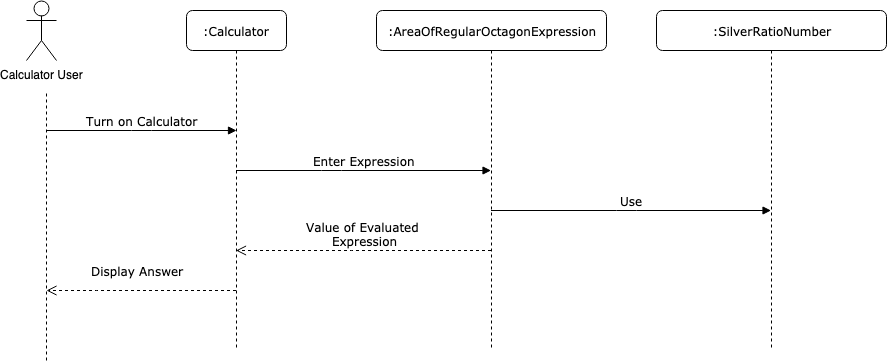 :Calculator
:AreaOfRegularOctagonExpression
:SilverRatioNumber
Calculator User
Turn on Calculator
Enter Expression
Use
Value of Evaluated
Expression
Display Answer